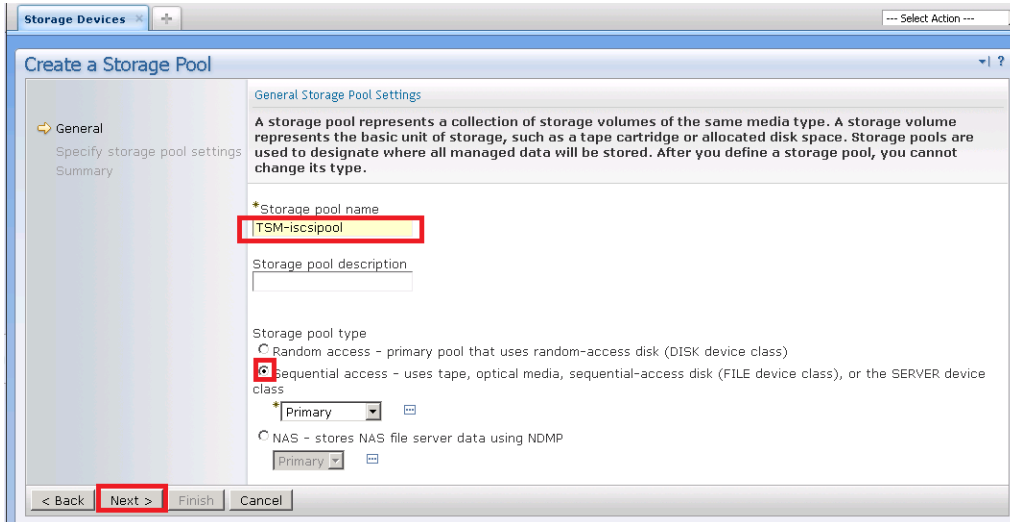 Storage Devices
--- Select Action ---
Create a Storage Pool
?
General
Specify storage pool settings
Summary
General Storage Pool Settings
A storage pool represents a collection of storage volumes of the same media type. A storage volume
represents the basic unit of storage, such as a tape cartridge or allocated disk space. Storage pools are
used to designate where all managed data will be stored. After you define a storage pool, you cannot
change its type.
*Storage pool name
TSM-iscsipool
Storage pool description
Storage pool type
Random access - primary pool that uses random-access disk (DISK device class)
Sequential access - uses tape, optical media, sequential-access disk (FILE device class), or the SERVER device
class
*Primary
NAS - stores NAS file server data using NDMP
Primary
< Back Next > Finish Cancel